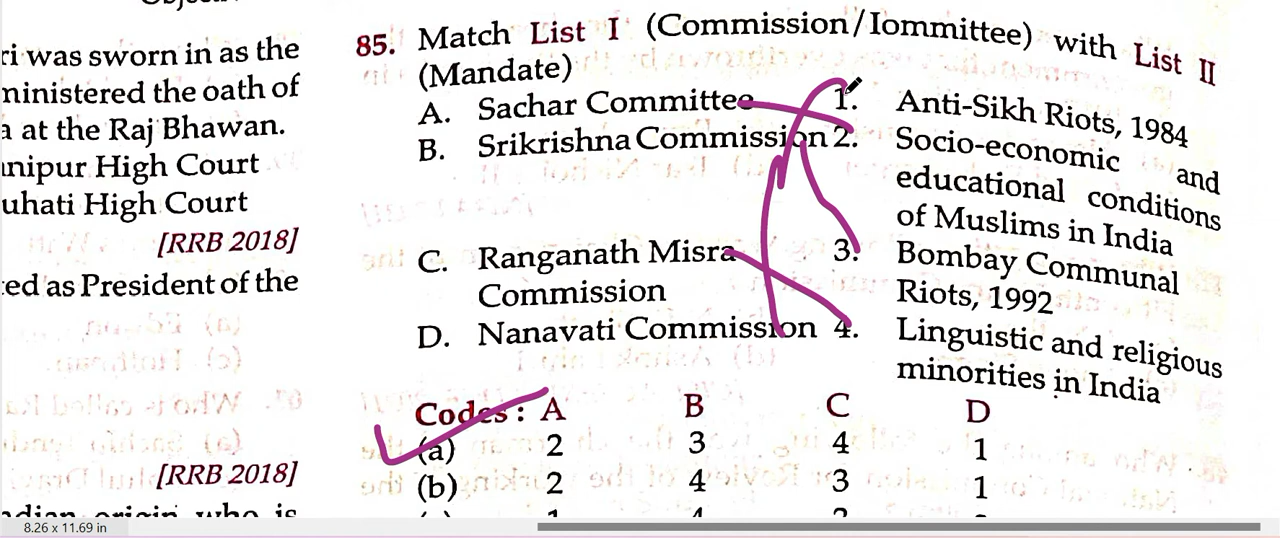 ri was sworn in as the
ministered the oath of
a at the Raj Bhawan.
anipur High Court
uhati High Court
[RRB 2018]
ed as President of the
[RRB 2018]
85. Match List I (Commission/Iommittee) with List II
(Mandate)
A. Sachar Committee 1. Anti-Sikh Riots, 1984
B. Srikrishna Commission 2. Socio-economic and
educational conditions
of Muslims in India
C. Ranganath Misra 3. Bombay Communal
Commission Riots, 1992
D. Nanavati Commission 4. Linguistic and religious
minorities in India
Codes : A B C D
(a) 2 3 4 1
(b) 2 4 3 1
8.26 x 11.69 in